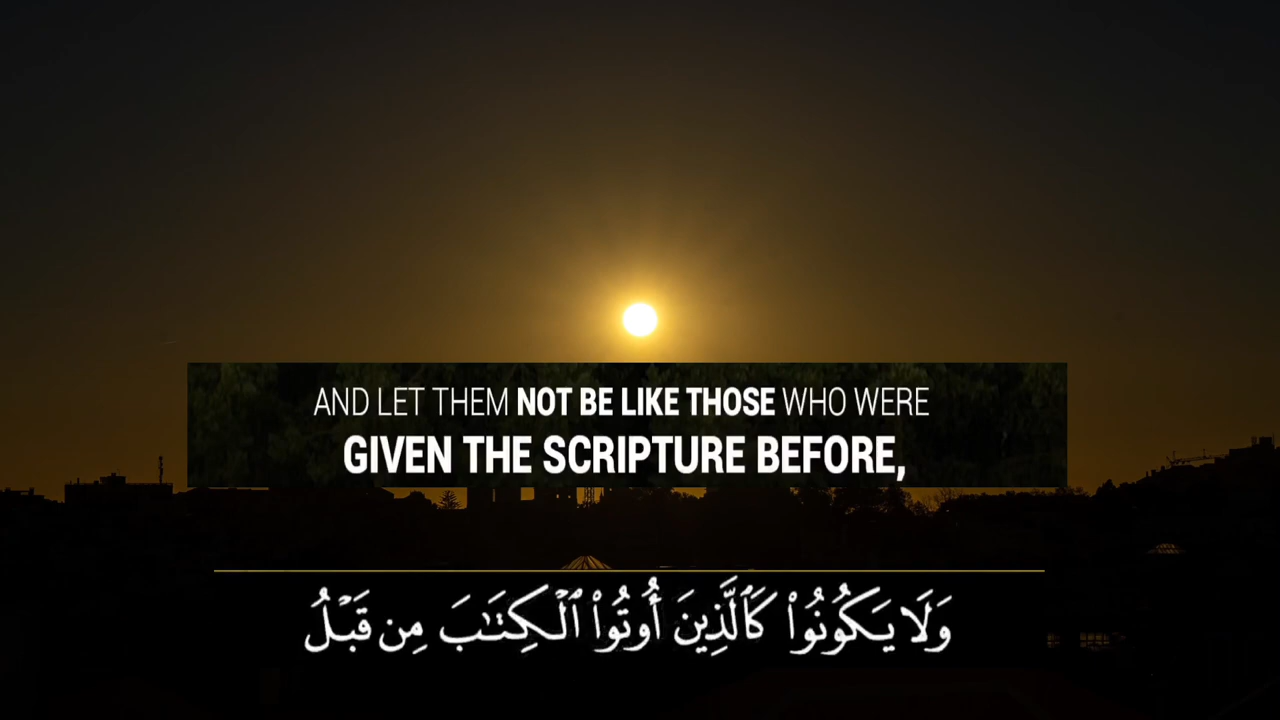 AND LET THEM NOT BE LIKE THOSE WHO WERE
GIVEN THE SCRIPTURE BEFORE,
وَلَا يَكُونُوا۟ كَٱلَّذِينَ أُوتُوا۟ ٱلْكِتَـٰبَ مِن قَبْلُ